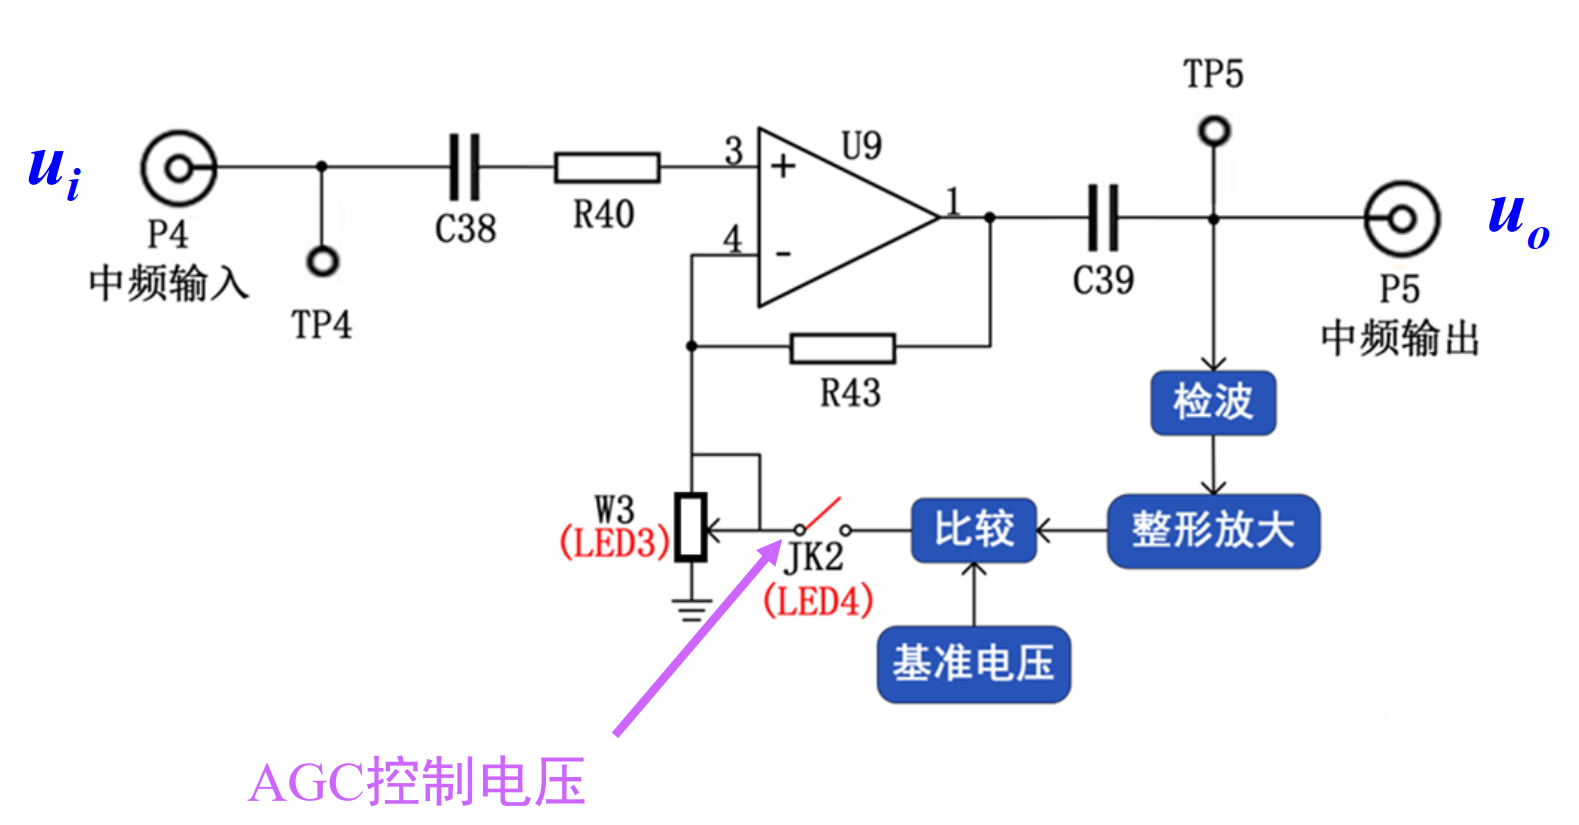 TP5
u_i
P4
中频输入
TP4
C38
R40
3
+
U9
4
-
1
R43
C39
u_o
P5
中频输出
检波
整形放大
比较
基准电压
W3
(LED3)
JK2
(LED4)
AGC控制电压